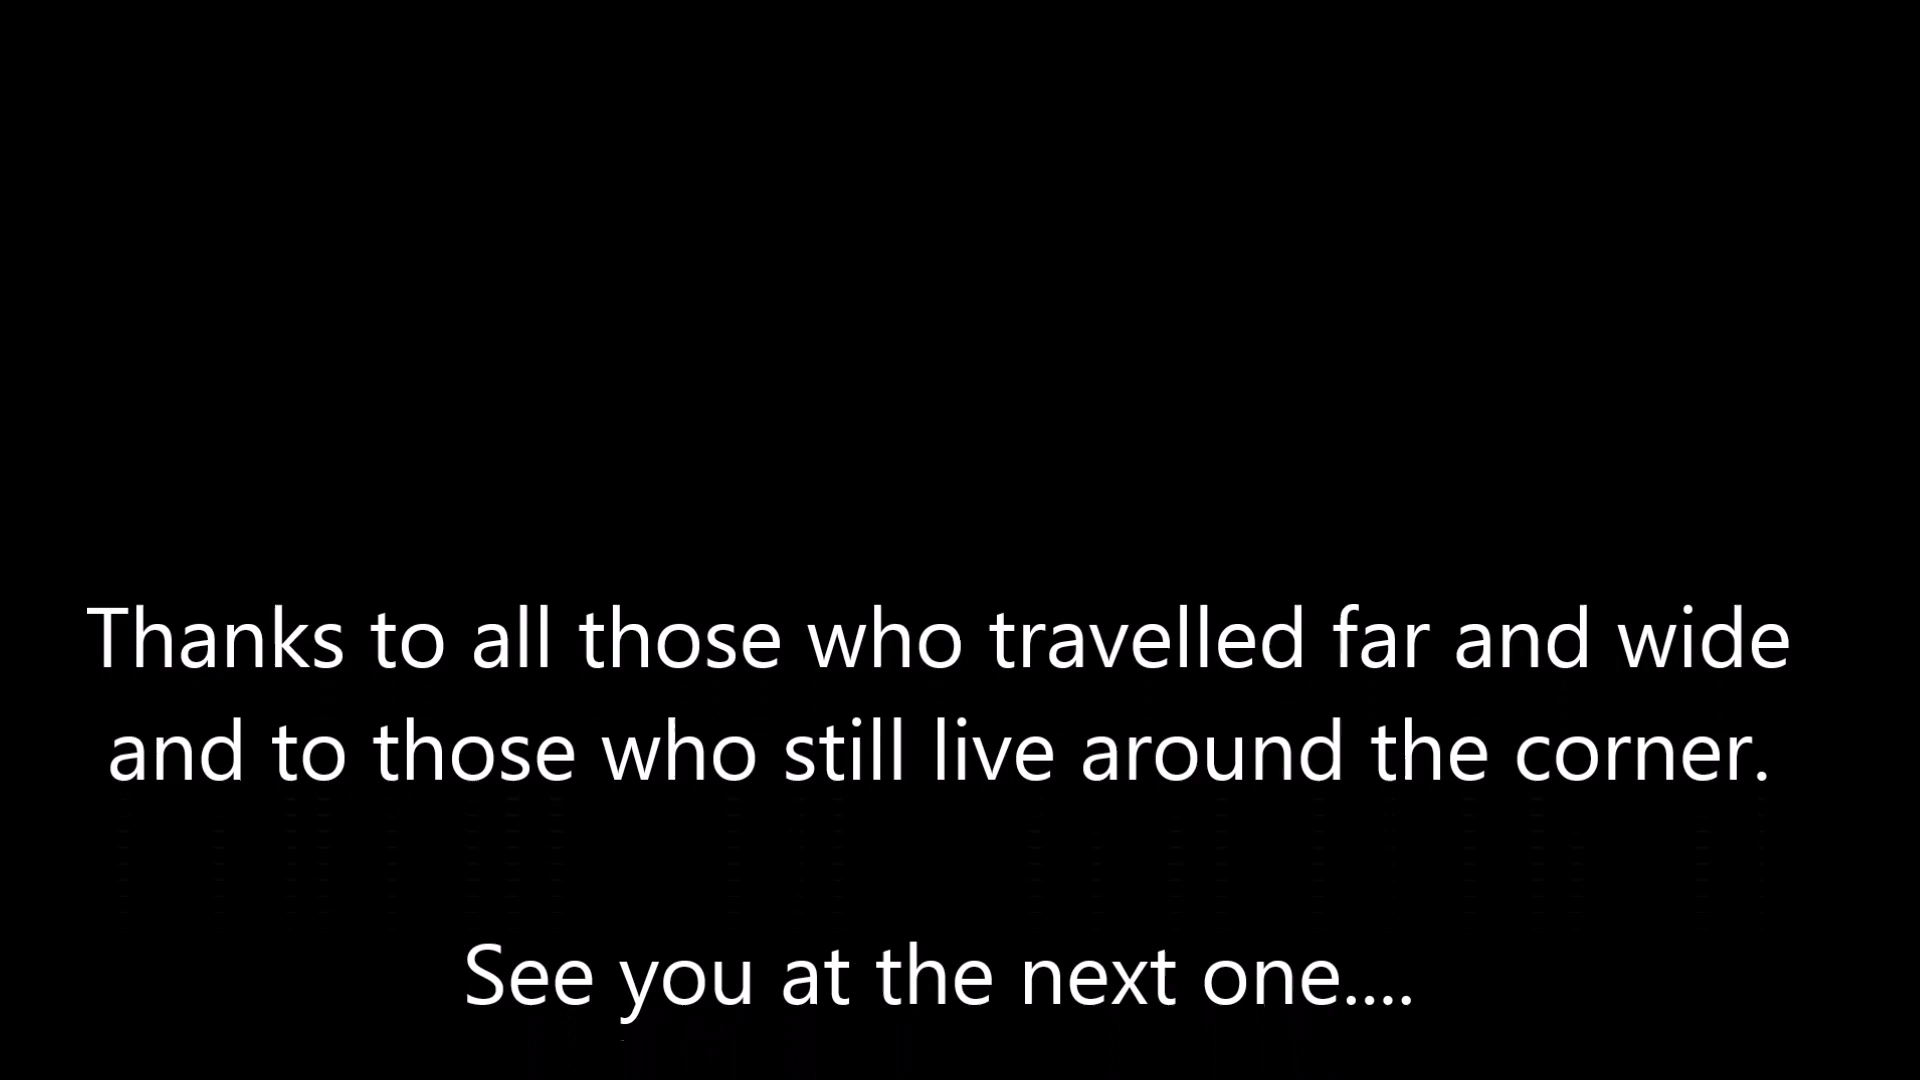 Thanks to all those who travelled far and wide
and to those who still live around the corner.
See you at the next one....